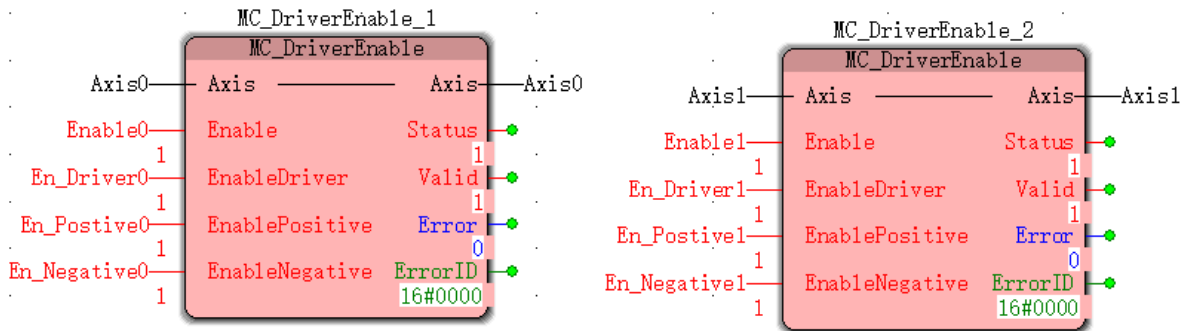 MC_DriverEnable_1
MC_DriverEnable
Axis0 Axis Axis Axis0
Enable0 Enable Status
1 1
En_Driver0 EnableDriver Valid
1 1
En_Postive0 EnablePositive Error
1 0
En_Negative0 EnableNegative ErrorID
1 16#0000
MC_DriverEnable_2
MC_DriverEnable
Axis1 Axis Axis Axis1
Enable1 Enable Status
1 1
En_Driver1 EnableDriver Valid
1 1
En_Postive1 EnablePositive Error
1 0
En_Negative1 EnableNegative ErrorID
1 16#0000